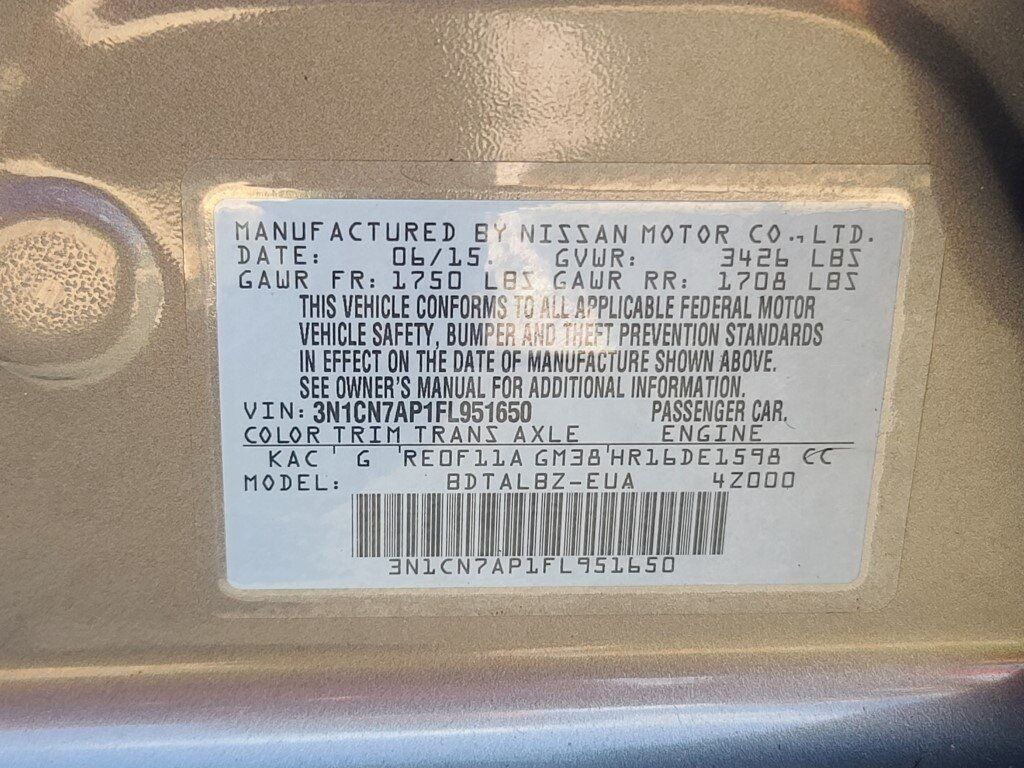 MANUFACTURED BY NISSAN MOTOR CO.,LTD.
DATE: 06/15. GVWR: 3426 LBS
GAWR FR: 1750 LBS GAWR RR: 1708 LBS
THIS VEHICLE CONFORMS TO ALL APPLICABLE FEDERAL MOTOR
VEHICLE SAFETY, BUMPER AND THEFT PREVENTION STANDARDS
IN EFFECT ON THE DATE OF MANUFACTURE SHOWN ABOVE.
SEE OWNER'S MANUAL FOR ADDITIONAL INFORMATION.
VIN: 3N1CN7AP1FL951650 PASSENGER CAR.
COLOR TRIM TRANS AXLE ENGINE
KAC G RE0F11A GM38 HR16DE1598 CC
MODEL: BDTALBZ-EUA 4Z000
3N1CN7AP1FL951650